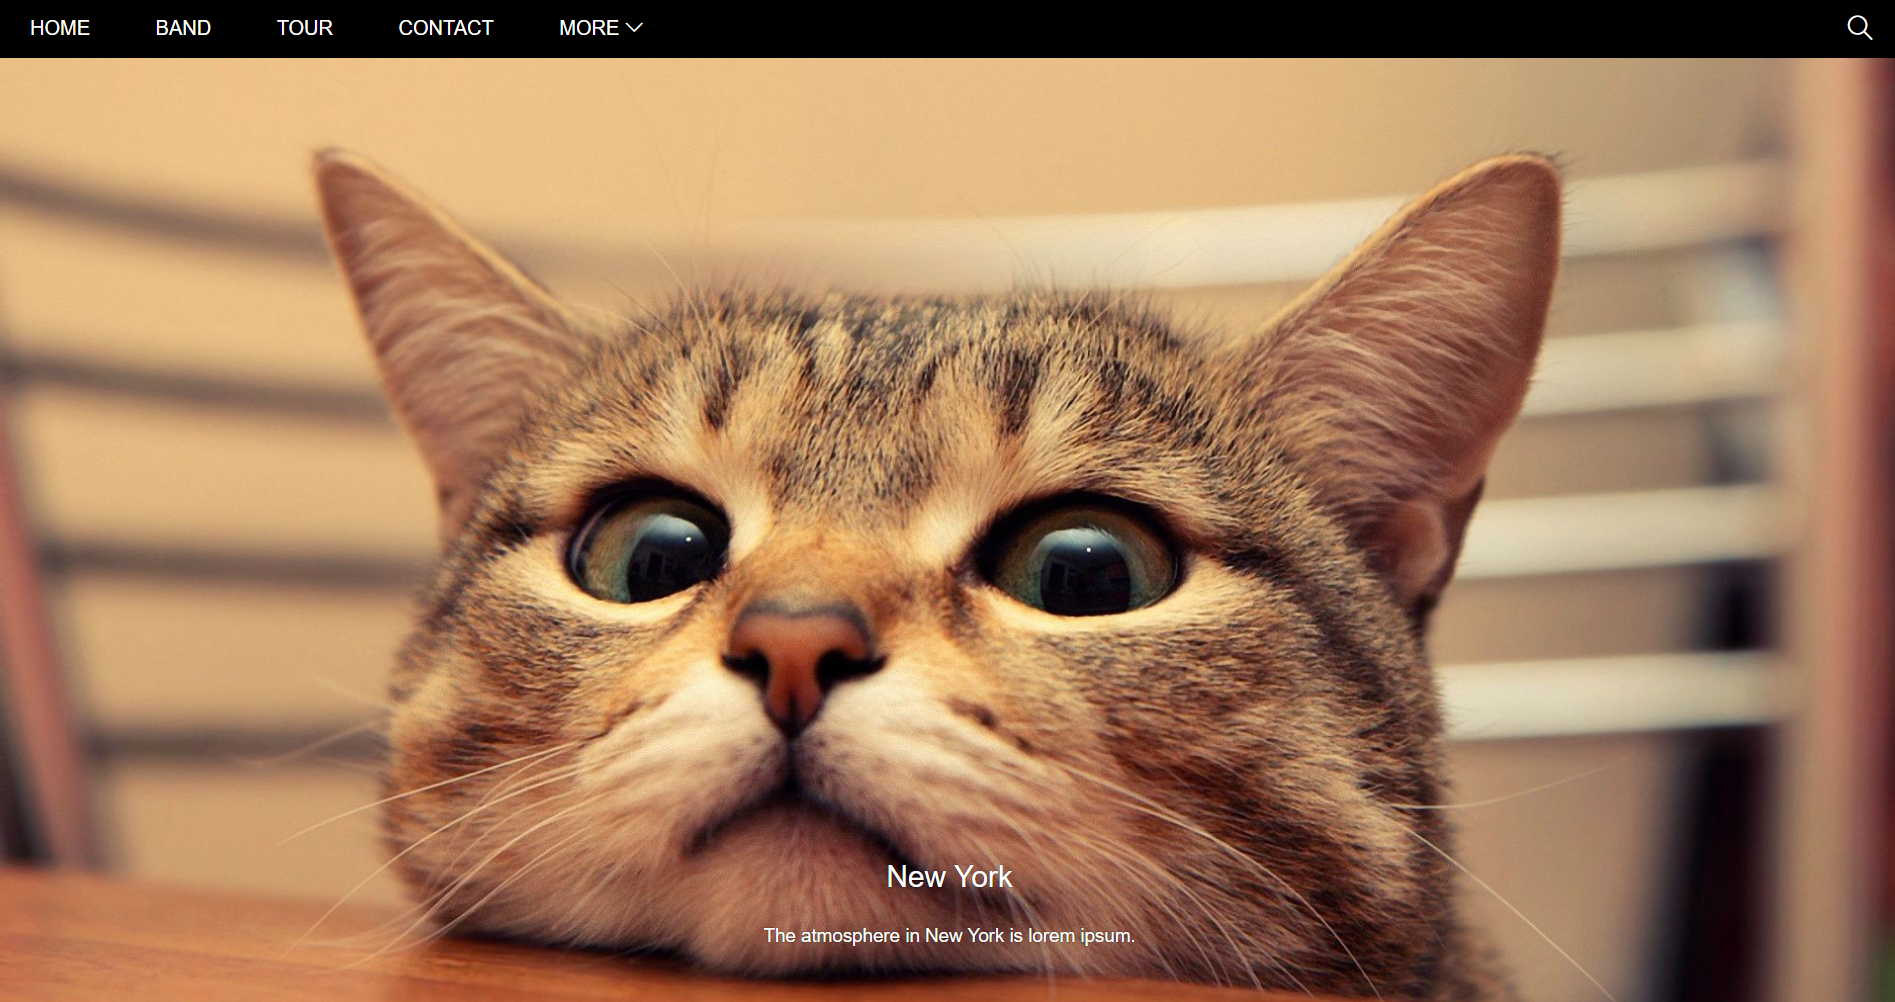 HOME BAND TOUR CONTACT MORE
New York
The atmosphere in New York is lorem ipsum.